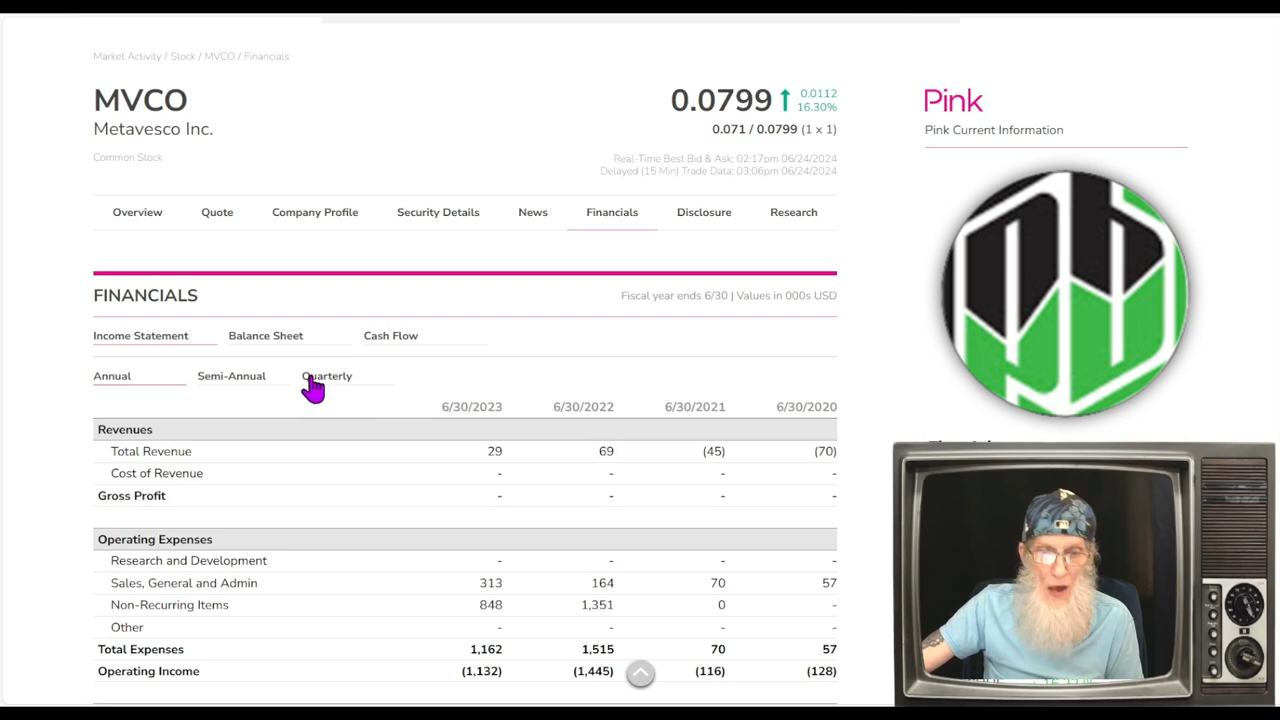 Market Activity / Stock / MVCO / Financials
MVCO
Metavesco Inc.
Common Stock
0.0799
0.0112
16.30%
0.071 / 0.0799 (1 x 1)
Real-Time Best Bid & Ask: 02:17pm 06/24/2024
Delayed (15 Min) Trade Data: 03:06pm 06/24/2024
Pink
Pink Current Information
Overview Quote Company Profile Security Details News Financials Disclosure Research
FINANCIALS
Fiscal year ends 6/30 | Values in 000s USD
Income Statement Balance Sheet Cash Flow
Annual Semi-Annual Quarterly
6/30/2023 6/30/2022 6/30/2021 6/30/2020
Revenues
Total Revenue 29 69 (45) (70)
Cost of Revenue - - - -
Gross Profit - - - -
Operating Expenses
Research and Development - - - -
Sales, General and Admin 313 164 70 57
Non-Recurring Items 848 1,351 0 -
Other - - - -
Total Expenses 1,162 1,515 70 57
Operating Income (1,132) (1,445) (116) (128)